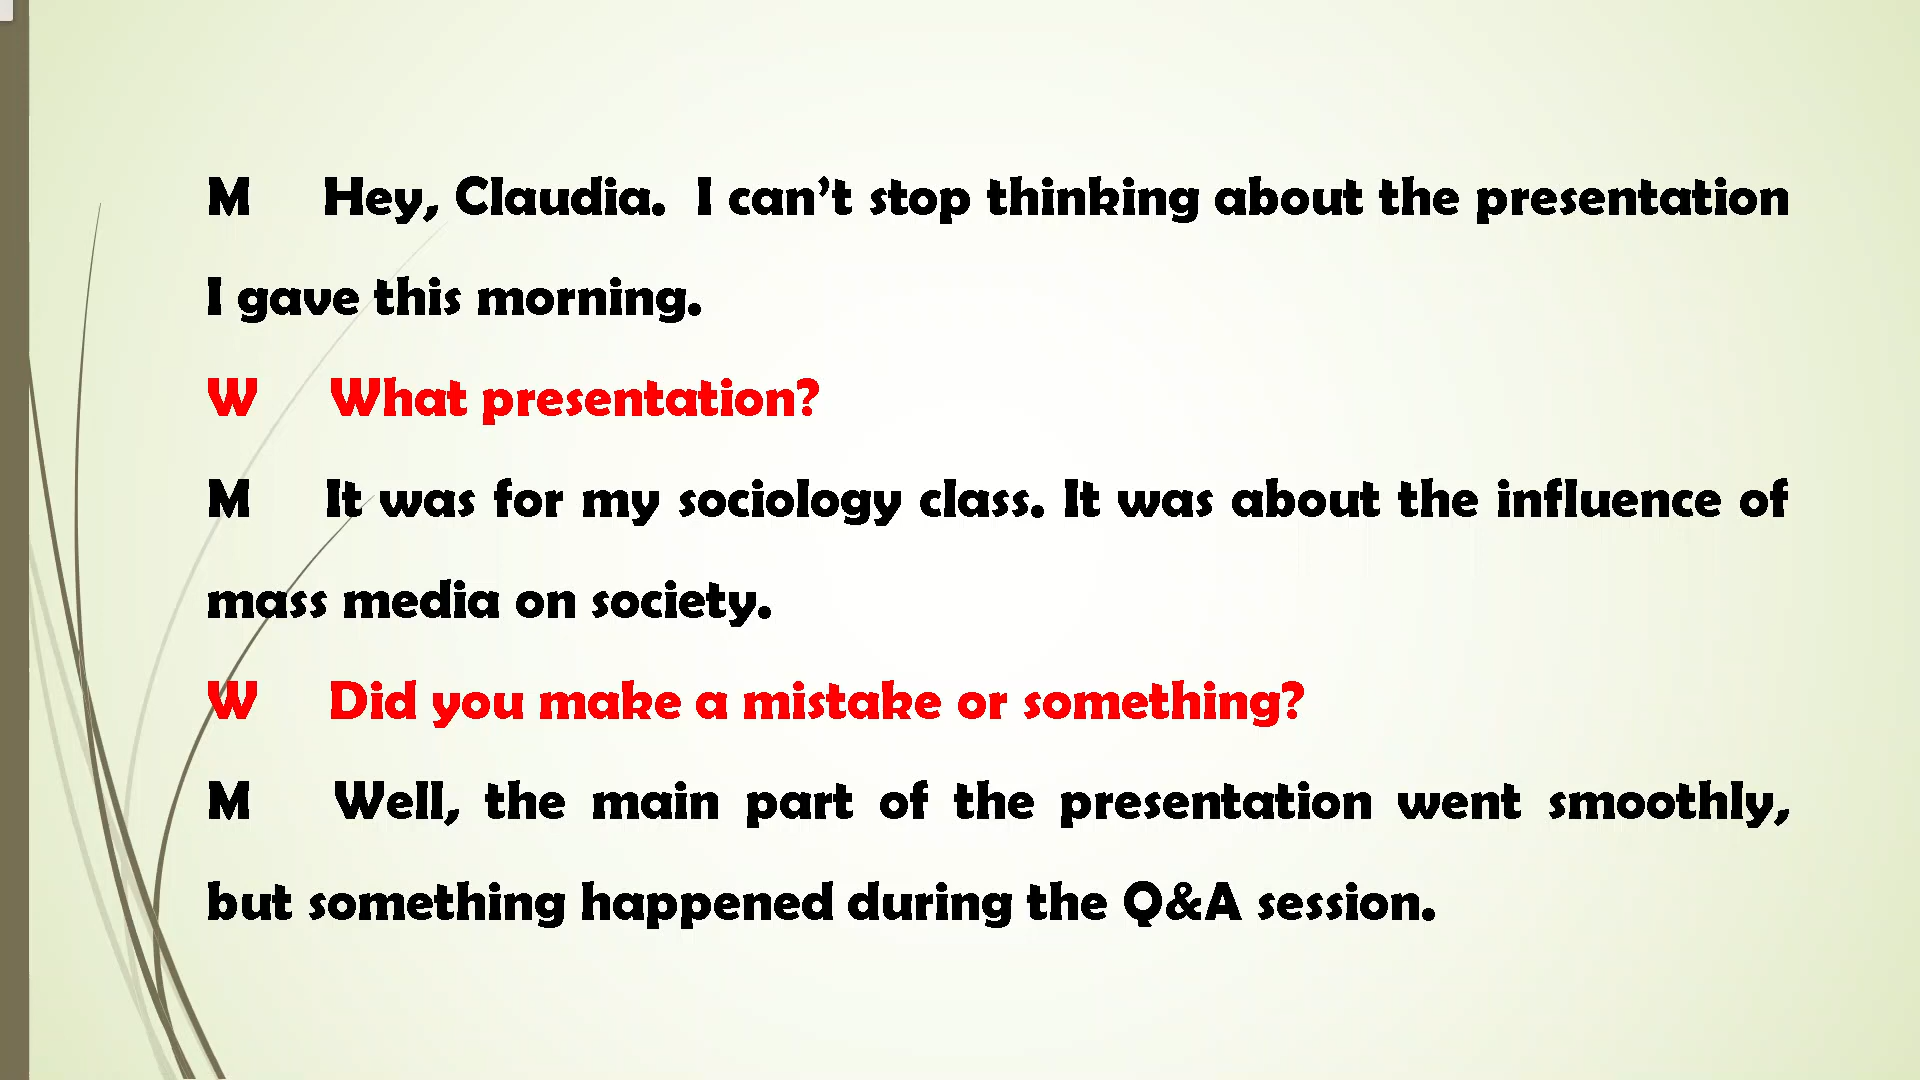 M Hey, Claudia. I can’t stop thinking about the presentation
I gave this morning.
W What presentation?
M It was for my sociology class. It was about the influence of
mass media on society.
W Did you make a mistake or something?
M Well, the main part of the presentation went smoothly,
but something happened during the Q&A session.